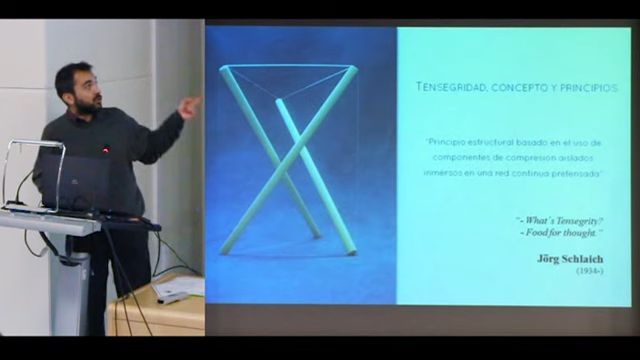 TENSEGRIDAD, CONCEPTO Y PRINCIPIOS
"Principio estructural basado en el uso de
componentes de compresión aislados
inmersos en una red continua pretensada"
"- What´s Tensegrity?
- Food for thought."
Jörg Schlaich
(1934-)